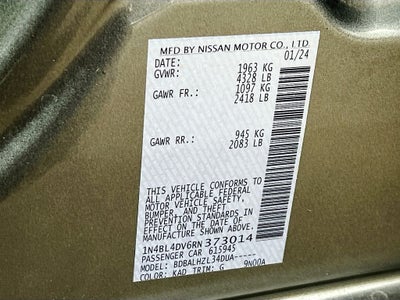 MFD BY NISSAN MOTOR CO., LTD.
DATE: 01/24
GVWR: 1963 KG
4328 LB
GAWR FR.: 1097 KG
2418 LB
GAWR RR.: 945 KG
2083 LB
THIS VEHICLE CONFORMS TO
ALL APPLICABLE FEDERAL
MOTOR VEHICLE SAFETY,
BUMPER, AND THEFT
PREVENTION STANDARDS IN
EFFECT ON THE DATE OF
MANUFACTURE SHOWN ABOVE.
1N4BL4DV6RN 373014
PASSENGER CAR 615945
MODEL: BDBALHZL34DUA-----
COLOR: KAD TRIM: G 9N00A